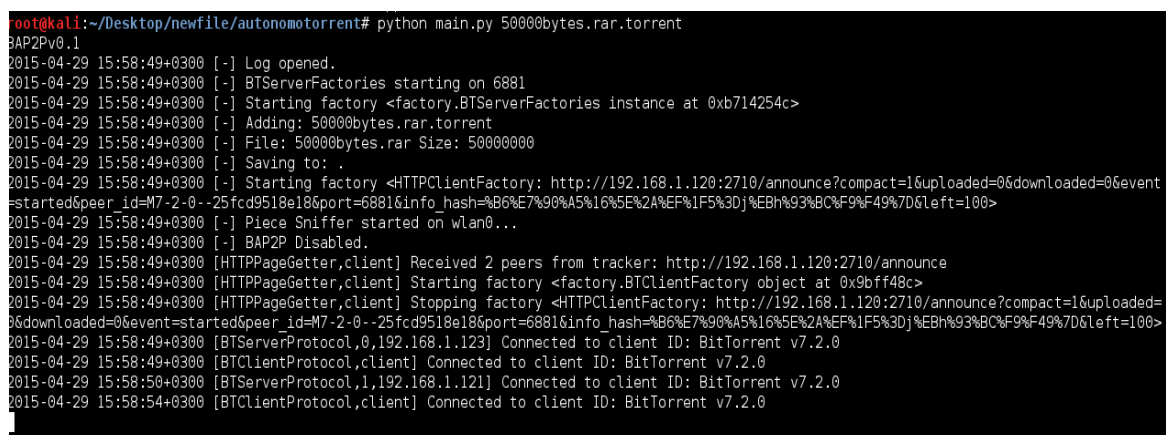 root@kali:~/Desktop/newfile/autonomotorrent# python main.py 50000bytes.rar.torrent
BAP2Pv0.1
2015-04-29 15:58:49+0300 [-] Log opened.
2015-04-29 15:58:49+0300 [-] BTServerFactories starting on 6881
2015-04-29 15:58:49+0300 [-] Starting factory <factory.BTServerFactories instance at 0xb714254c>
2015-04-29 15:58:49+0300 [-] Adding: 50000bytes.rar.torrent
2015-04-29 15:58:49+0300 [-] File: 50000bytes.rar Size: 50000000
2015-04-29 15:58:49+0300 [-] Saving to: .
2015-04-29 15:58:49+0300 [-] Starting factory <HTTPClientFactory: http://192.168.1.120:2710/announce?compact=1&uploaded=0&downloaded=0&event
=started&peer_id=M7-2-0--25fcd9518e18&port=6881&info_hash=%B6%E7%90%A5%16%5E%2A%EF%1F5%3Dj%EBh%93%BC%F9%F49%7D&left=100>
2015-04-29 15:58:49+0300 [-] Piece Sniffer started on wlan0...
2015-04-29 15:58:49+0300 [-] BAP2P Disabled.
2015-04-29 15:58:49+0300 [HTTPPageGetter,client] Received 2 peers from tracker: http://192.168.1.120:2710/announce
2015-04-29 15:58:49+0300 [HTTPPageGetter,client] Starting factory <factory.BTClientFactory object at 0x9bff48c>
2015-04-29 15:58:49+0300 [HTTPPageGetter,client] Stopping factory <HTTPClientFactory: http://192.168.1.120:2710/announce?compact=1&uploaded=
0&downloaded=0&event=started&peer_id=M7-2-0--25fcd9518e18&port=6881&info_hash=%B6%E7%90%A5%16%5E%2A%EF%1F5%3Dj%EBh%93%BC%F9%F49%7D&left=100>
2015-04-29 15:58:49+0300 [BTServerProtocol,0,192.168.1.123] Connected to client ID: BitTorrent v7.2.0
2015-04-29 15:58:49+0300 [BTClientProtocol,client] Connected to client ID: BitTorrent v7.2.0
2015-04-29 15:58:50+0300 [BTServerProtocol,1,192.168.1.121] Connected to client ID: BitTorrent v7.2.0
2015-04-29 15:58:54+0300 [BTClientProtocol,client] Connected to client ID: BitTorrent v7.2.0